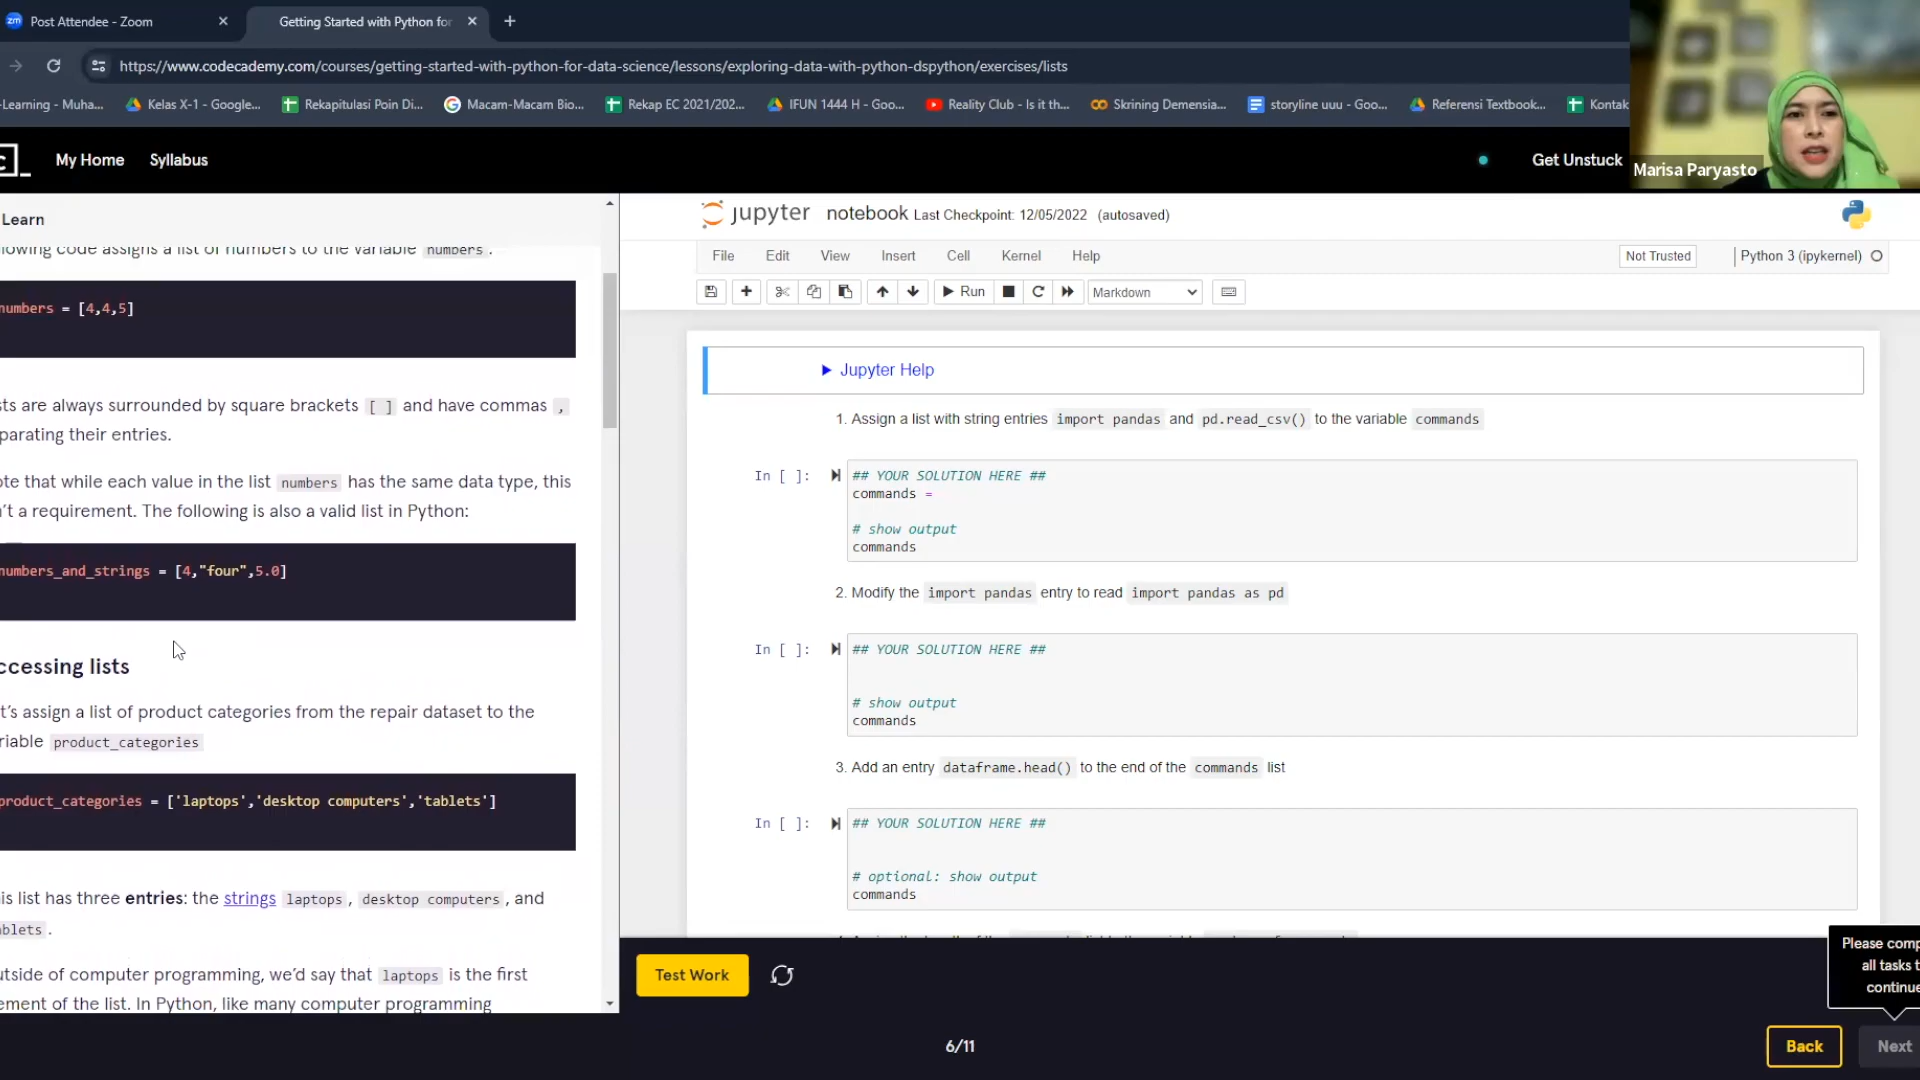 zm Post Attendee - Zoom
Getting Started with Python for
https://www.codecademy.com/courses/getting-started-with-python-for-data-science/lessons/exploring-data-with-python-dspython/exercises/lists
-Learning - Muha...
Kelas X-1 - Google...
Rekapitulasi Poin Di...
Macam-Macam Bio...
Rekap EC 2021/202...
IFUN 1444 H - Goo...
Reality Club - Is it th...
Skrining Demensia...
storyline uuu - Goo...
Referensi Textbook...
Kontak
My Home
Syllabus
Get Unstuck
Marisa Paryasto
Learn
lowing code assigns a list of numbers to the variable numbers.
numbers = [4,4,5]
sts are always surrounded by square brackets [ ] and have commas ,
parating their entries.
ote that while each value in the list numbers has the same data type, this
n't a requirement. The following is also a valid list in Python:
numbers_and_strings = [4,"four",5.0]
ccessing lists
t's assign a list of product categories from the repair dataset to the
riable product_categories
product_categories = ['laptops','desktop computers','tablets']
is list has three entries: the strings laptops, desktop computers, and
ablets.
utside of computer programming, we'd say that laptops is the first
ement of the list. In Python, like many computer programming
jupyter notebook Last Checkpoint: 12/05/2022 (autosaved)
File Edit View Insert Cell Kernel Help
Not Trusted
Python 3 (ipykernel)
Run
Markdown
Jupyter Help
1. Assign a list with string entries import pandas and pd.read_csv() to the variable commands
In [ ]:
## YOUR SOLUTION HERE ##
commands =
# show output
commands
2. Modify the import pandas entry to read import pandas as pd
In [ ]:
## YOUR SOLUTION HERE ##
# show output
commands
3. Add an entry dataframe.head() to the end of the commands list
In [ ]:
## YOUR SOLUTION HERE ##
# optional: show output
commands
Test Work
Please comp
all tasks t
continue
6/11
Back
Next